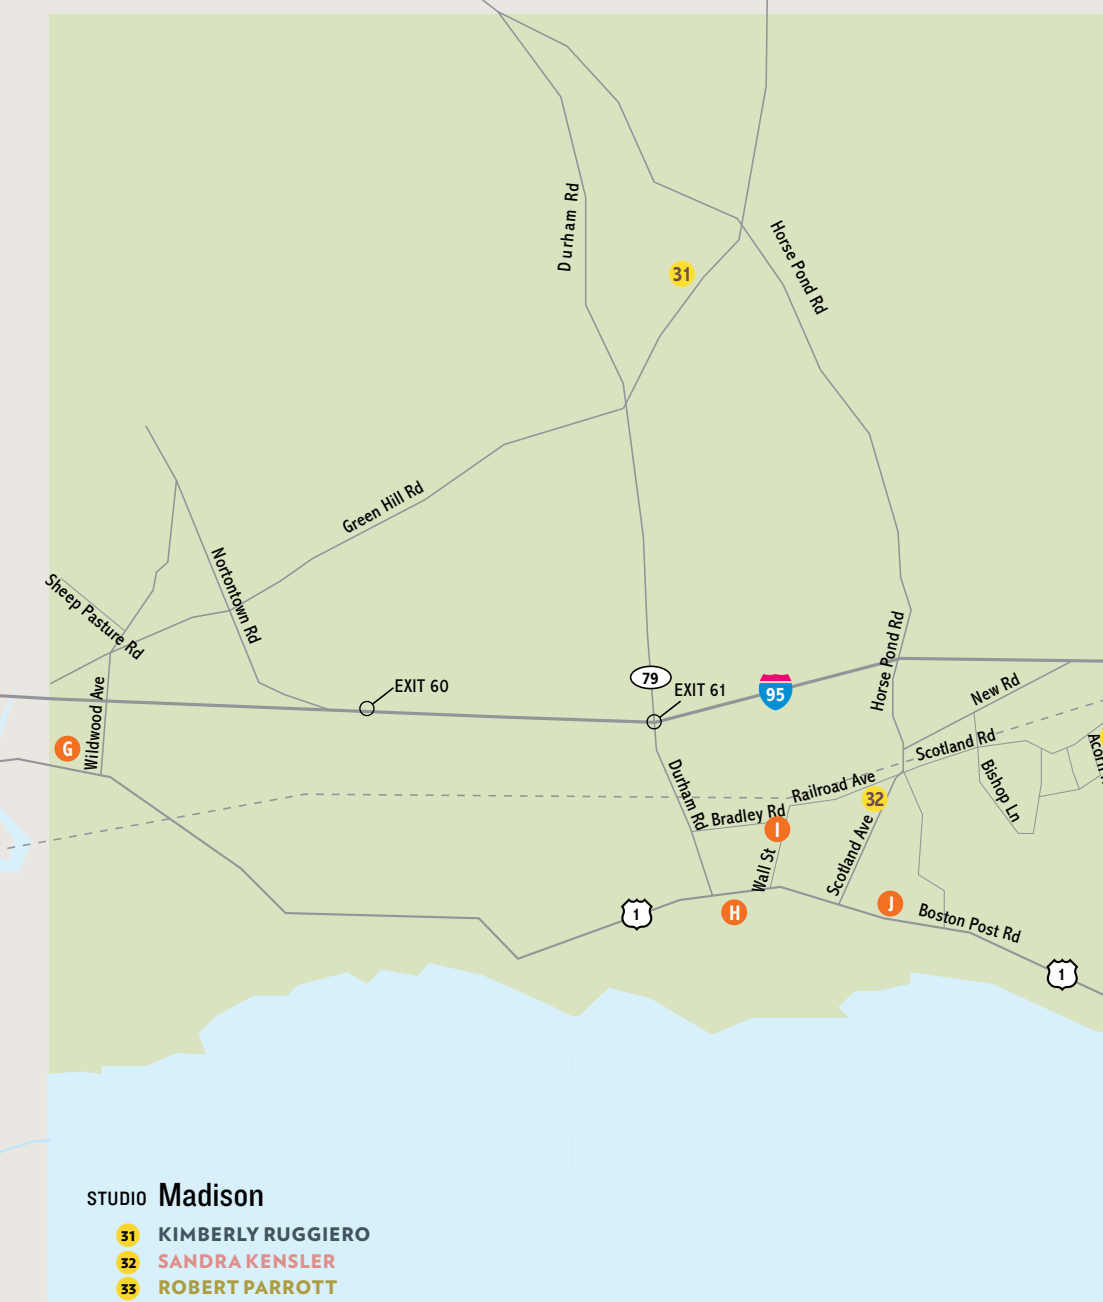 Durham Rd
Horse Pond Rd
31
Green Hill Rd
Nortontown Rd
Sheep Pasture Rd
Wildwood Ave
G
EXIT 60
79
EXIT 61
95
Horse Pond Rd
New Rd
Scotland Rd
Bishop Ln
Durham Rd
Bradley Rd
Railroad Ave
32
I
Wall St
Scotland Ave
1
H
J
Boston Post Rd
1
STUDIO Madison
31 KIMBERLY RUGGIERO
32 SANDRA KENSLER
33 ROBERT PARROTT